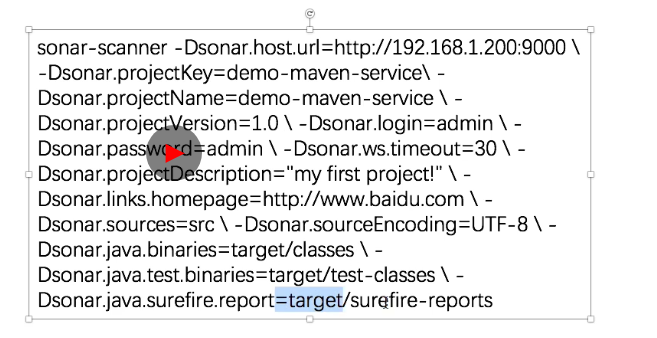 sonar-scanner -Dsonar.host.url=http://192.168.1.200:9000 \
-Dsonar.projectKey=demo-maven-service\ -
Dsonar.projectName=demo-maven-service \ -
Dsonar.projectVersion=1.0 \ -Dsonar.login=admin \ -
Dsonar.password=admin \ -Dsonar.ws.timeout=30 \ -
Dsonar.projectDescription="my first project!" \ -
Dsonar.links.homepage=http://www.baidu.com \ -
Dsonar.sources=src \ -Dsonar.sourceEncoding=UTF-8 \ -
Dsonar.java.binaries=target/classes \ -
Dsonar.java.test.binaries=target/test-classes \ -
Dsonar.java.surefire.report=target/surefire-reports